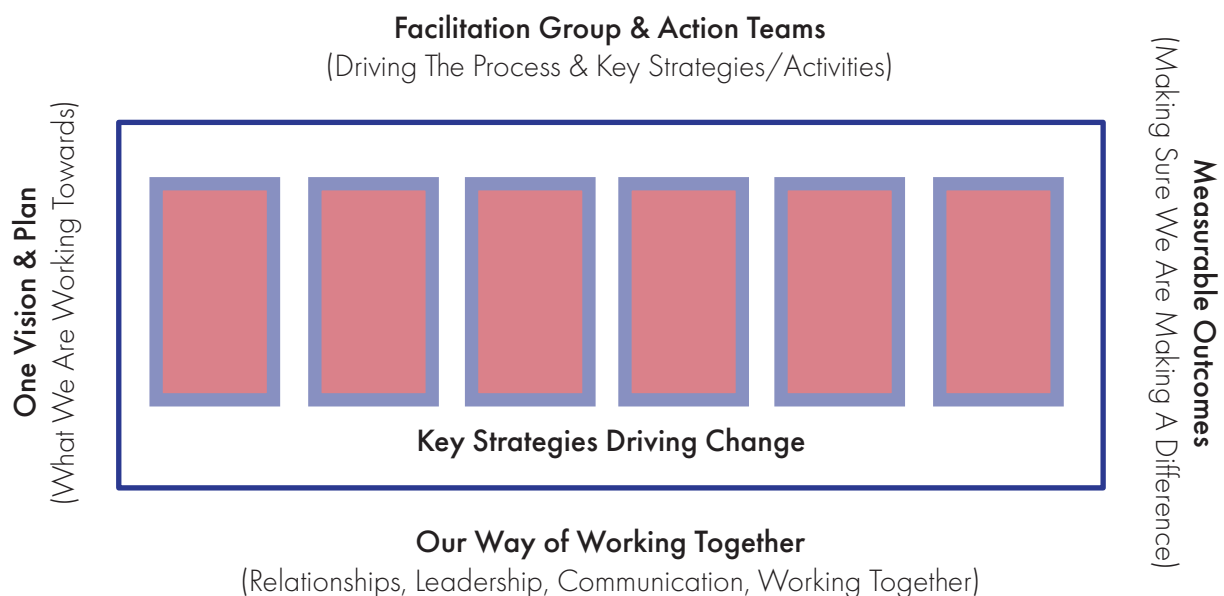 Facilitation Group & Action Teams
(Driving The Process & Key Strategies/Activities)
One Vision & Plan
(What We Are Working Towards)
Key Strategies Driving Change
Measurable Outcomes
(Making Sure We Are Making A Difference)
Our Way of Working Together
(Relationships, Leadership, Communication, Working Together)